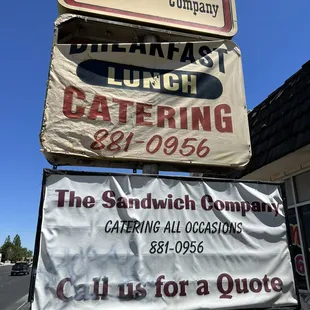 Company
BREAKFAST
LUNCH
CATERING
881-0956
The Sandwich Company
CATERING ALL OCCASIONS
881-0956
Call us for a Quote